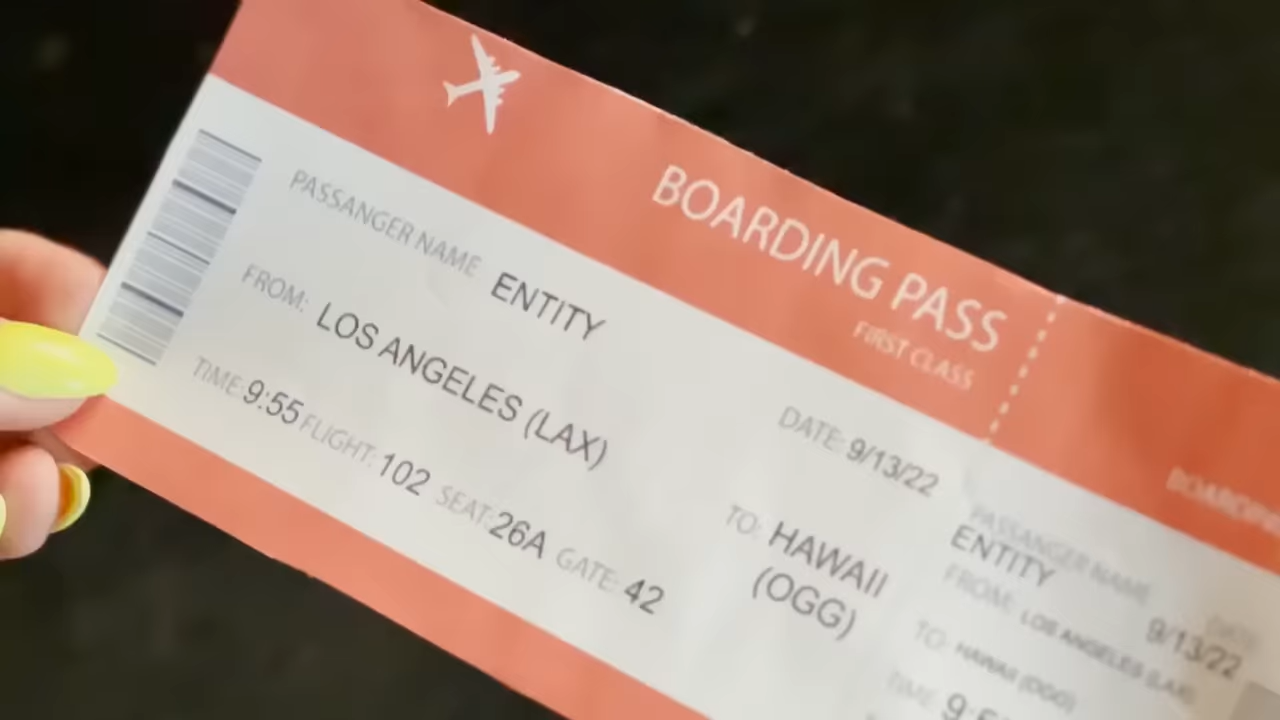 BOARDING PASS
FIRST CLASS
PASSANGER NAME ENTITY
DATE: 9/13/22
FROM: LOS ANGELES (LAX)
TO: HAWAII
(OGG)
TIME: 9:55 FLIGHT: 102 SEAT: 26A GATE: 42
PASSANGER NAME
ENTITY
DATE
9/13/22
FROM: LOS ANGELES (LAX)
TO: HAWAII (OGG)
TIME